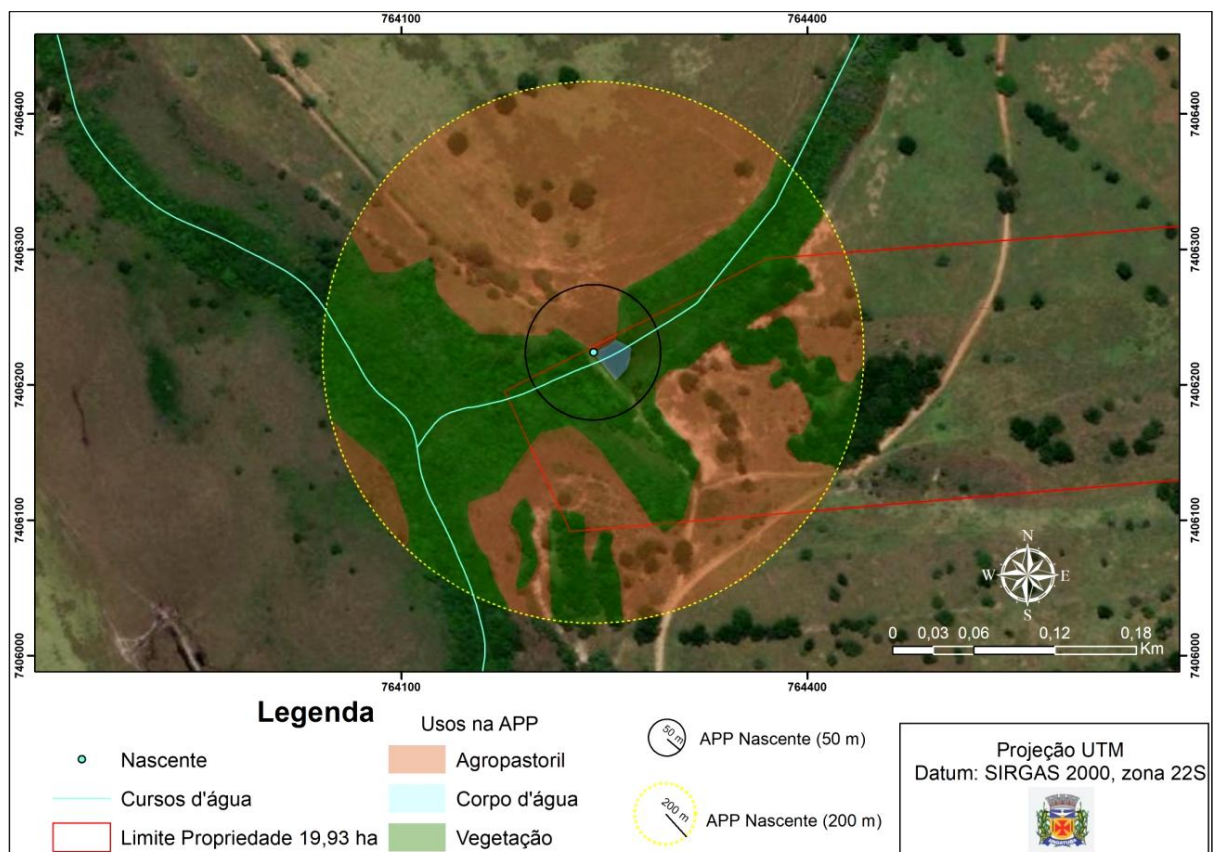 764100
764400
7406400
7406400
7406300
7406300
7406200
7406200
7406100
7406100
7406000
7406000
N
W E
S
0 0,03 0,06 0,12 0,18
Km
764100
764400
Legenda
Nascente
Cursos d'água
Limite Propriedade 19,93 ha
Usos na APP
Agropastoril
Corpo d'água
Vegetação
50 m
APP Nascente (50 m)
200 m
APP Nascente (200 m)
Projeção UTM
Datum: SIRGAS 2000, zona 22S